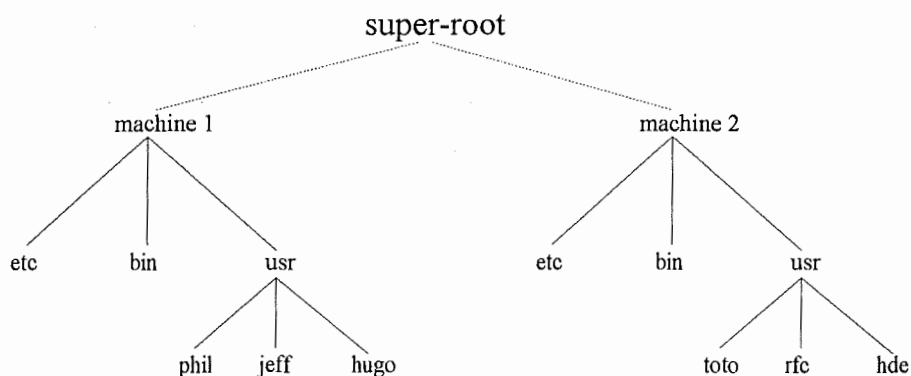 super-root
machine 1 machine 2
etc bin usr etc bin usr
phil jeff hugo toto rfc hde